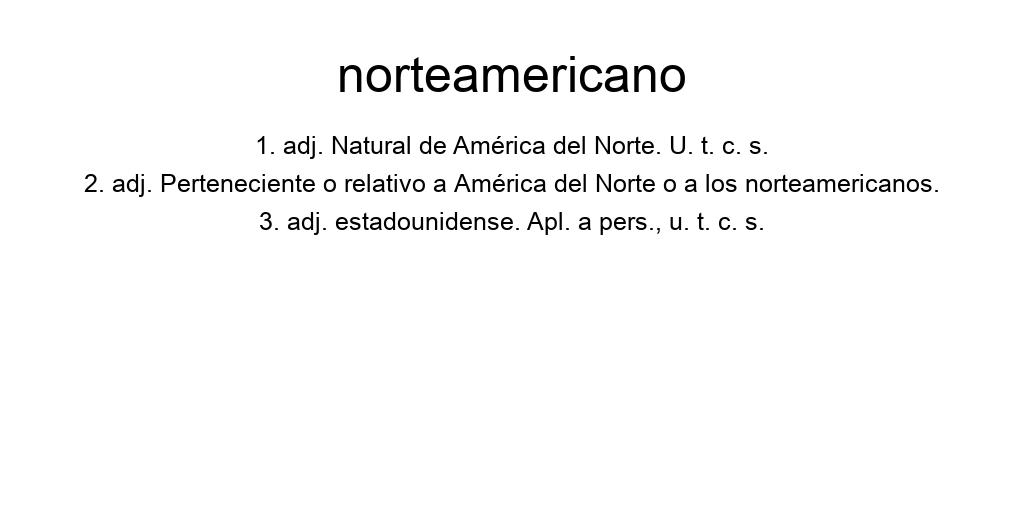 norteamericano
1. adj. Natural de América del Norte. U. t. c. s.
2. adj. Perteneciente o relativo a América del Norte o a los norteamericanos.
3. adj. estadounidense. Apl. a pers., u. t. c. s.